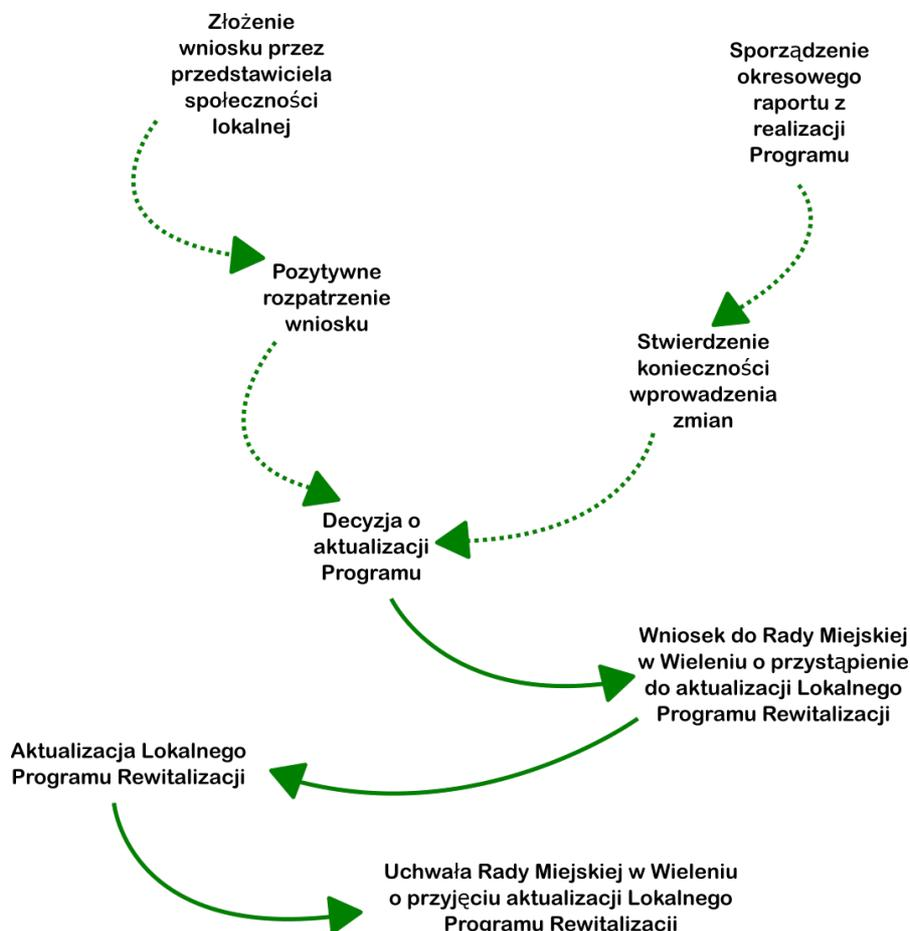 Złożenie
wniosku przez
przedstawiciela
społeczności
lokalnej
Sporządzenie
okresowego
raportu z
realizacji
Programu
Pozytywne
rozpatrzenie
wniosku
Stwierdzenie
konieczności
wprowadzenia
zmian
Decyzja o
aktualizacji
Programu
Wniosek do Rady Miejskiej
w Wieleniu o przystąpienie
do aktualizacji Lokalnego
Programu Rewitalizacji
Aktualizacja Lokalnego
Programu Rewitalizacji
Uchwała Rady Miejskiej w Wieleniu
o przyjęciu aktualizacji Lokalnego
Programu Rewitalizacji